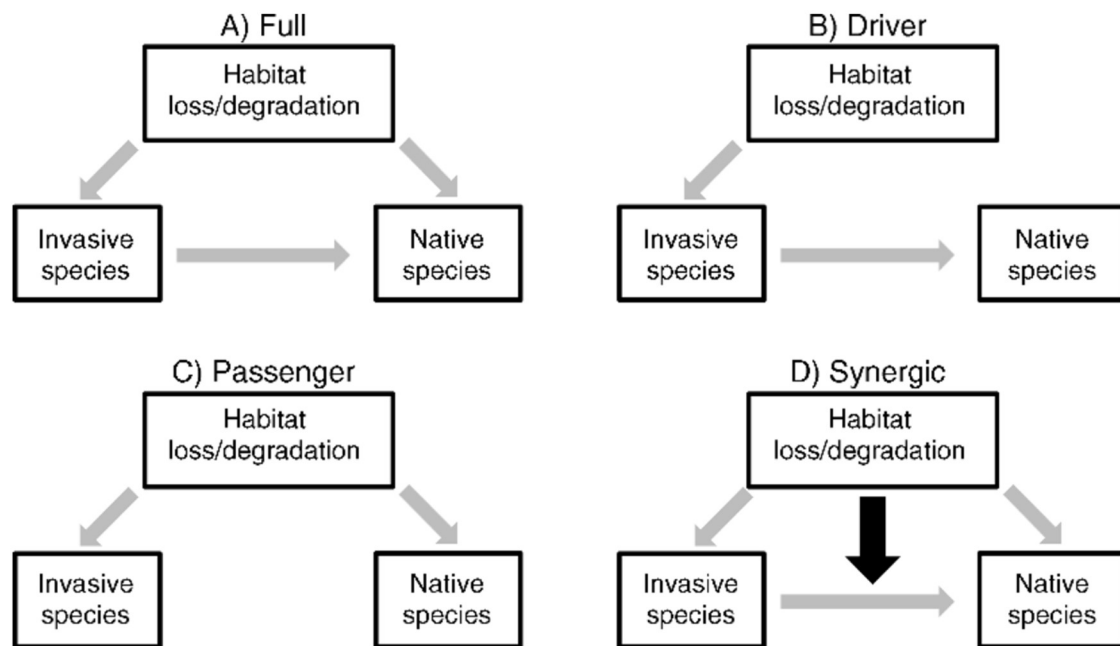 A) Full
Habitat
loss/degradation
Invasive
species
Native
species
B) Driver
Habitat
loss/degradation
Invasive
species
Native
species
C) Passenger
Habitat
loss/degradation
Invasive
species
Native
species
D) Synergic
Habitat
loss/degradation
Invasive
species
Native
species